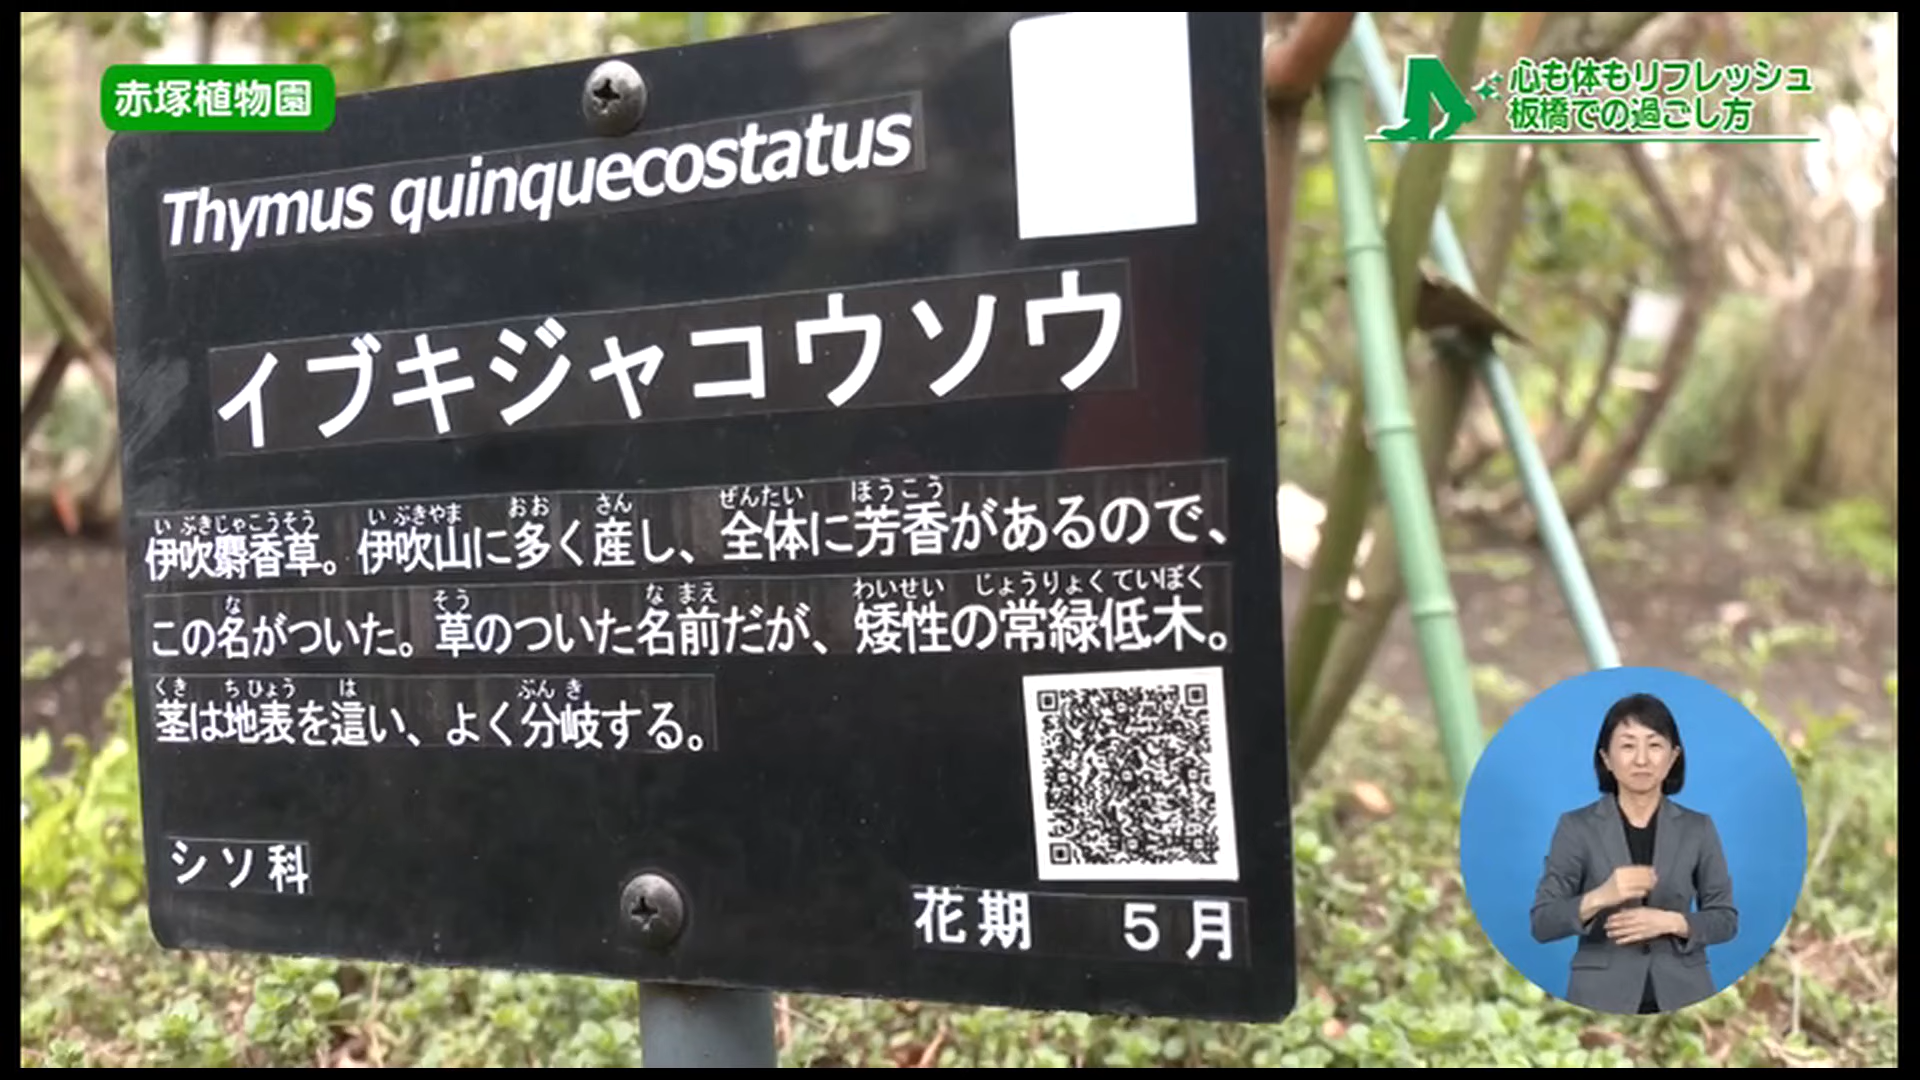 赤塚植物園
心も体もリフレッシュ
板橋での過ごし方
Thymus quinquecostatus
イブキジャコウソウ
いぶきじゃこうそう いぶきやま おお さん ぜんたい ほうこう
伊吹麝香草。伊吹山に多く産し、全体に芳香があるので、
な そう なまえ わいせい じょうりょくていぼく
この名がついた。草のついた名前だが、矮性の常緑低木。
くき ちひょう は ぶんき
茎は地表を這い、よく分岐する。
シソ科
花期 5月